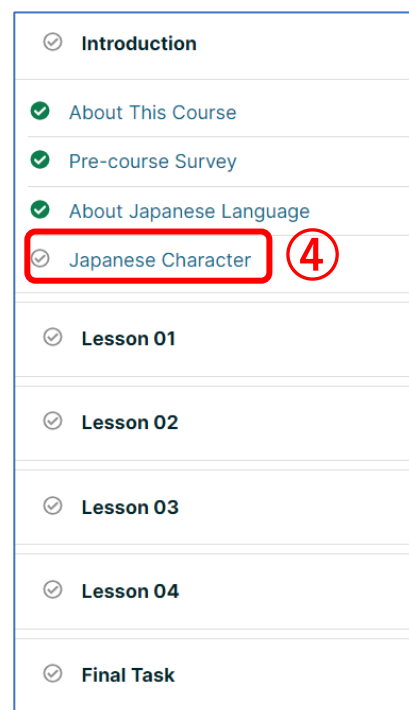 Introduction
About This Course
Pre-course Survey
About Japanese Language
Japanese Character ④
Lesson 01
Lesson 02
Lesson 03
Lesson 04
Final Task